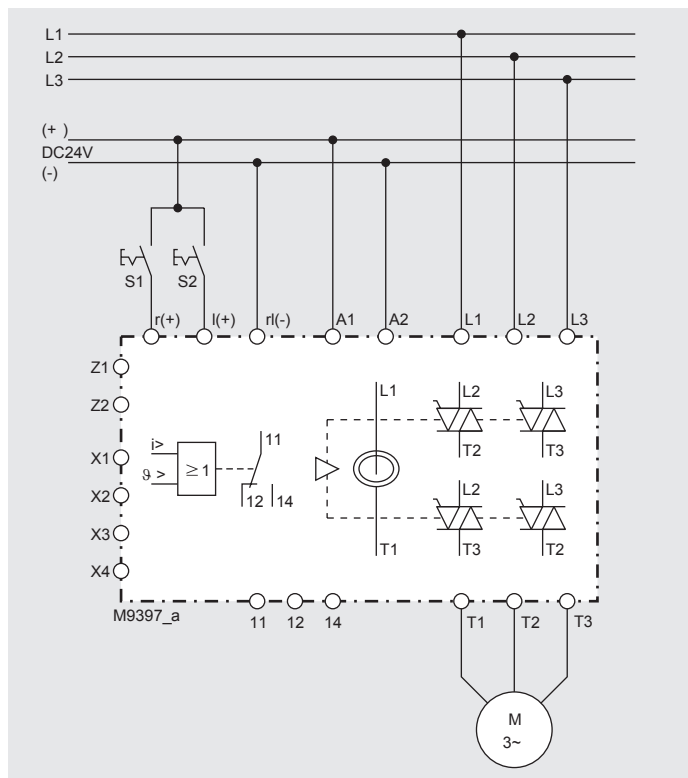 L1
L2
L3
(+ )
DC24V
(-)
S1 S2
r(+) l(+) rl(-) A1 A2 L1 L2 L3
Z1
Z2
X1
X2
X3
X4
i>
ϑ >
≥1
11
12 14
L1
T1
L2 L3
T2 T3
L2 L3
T3 T2
M9397_a
11 12 14 T1 T2 T3
M
3~